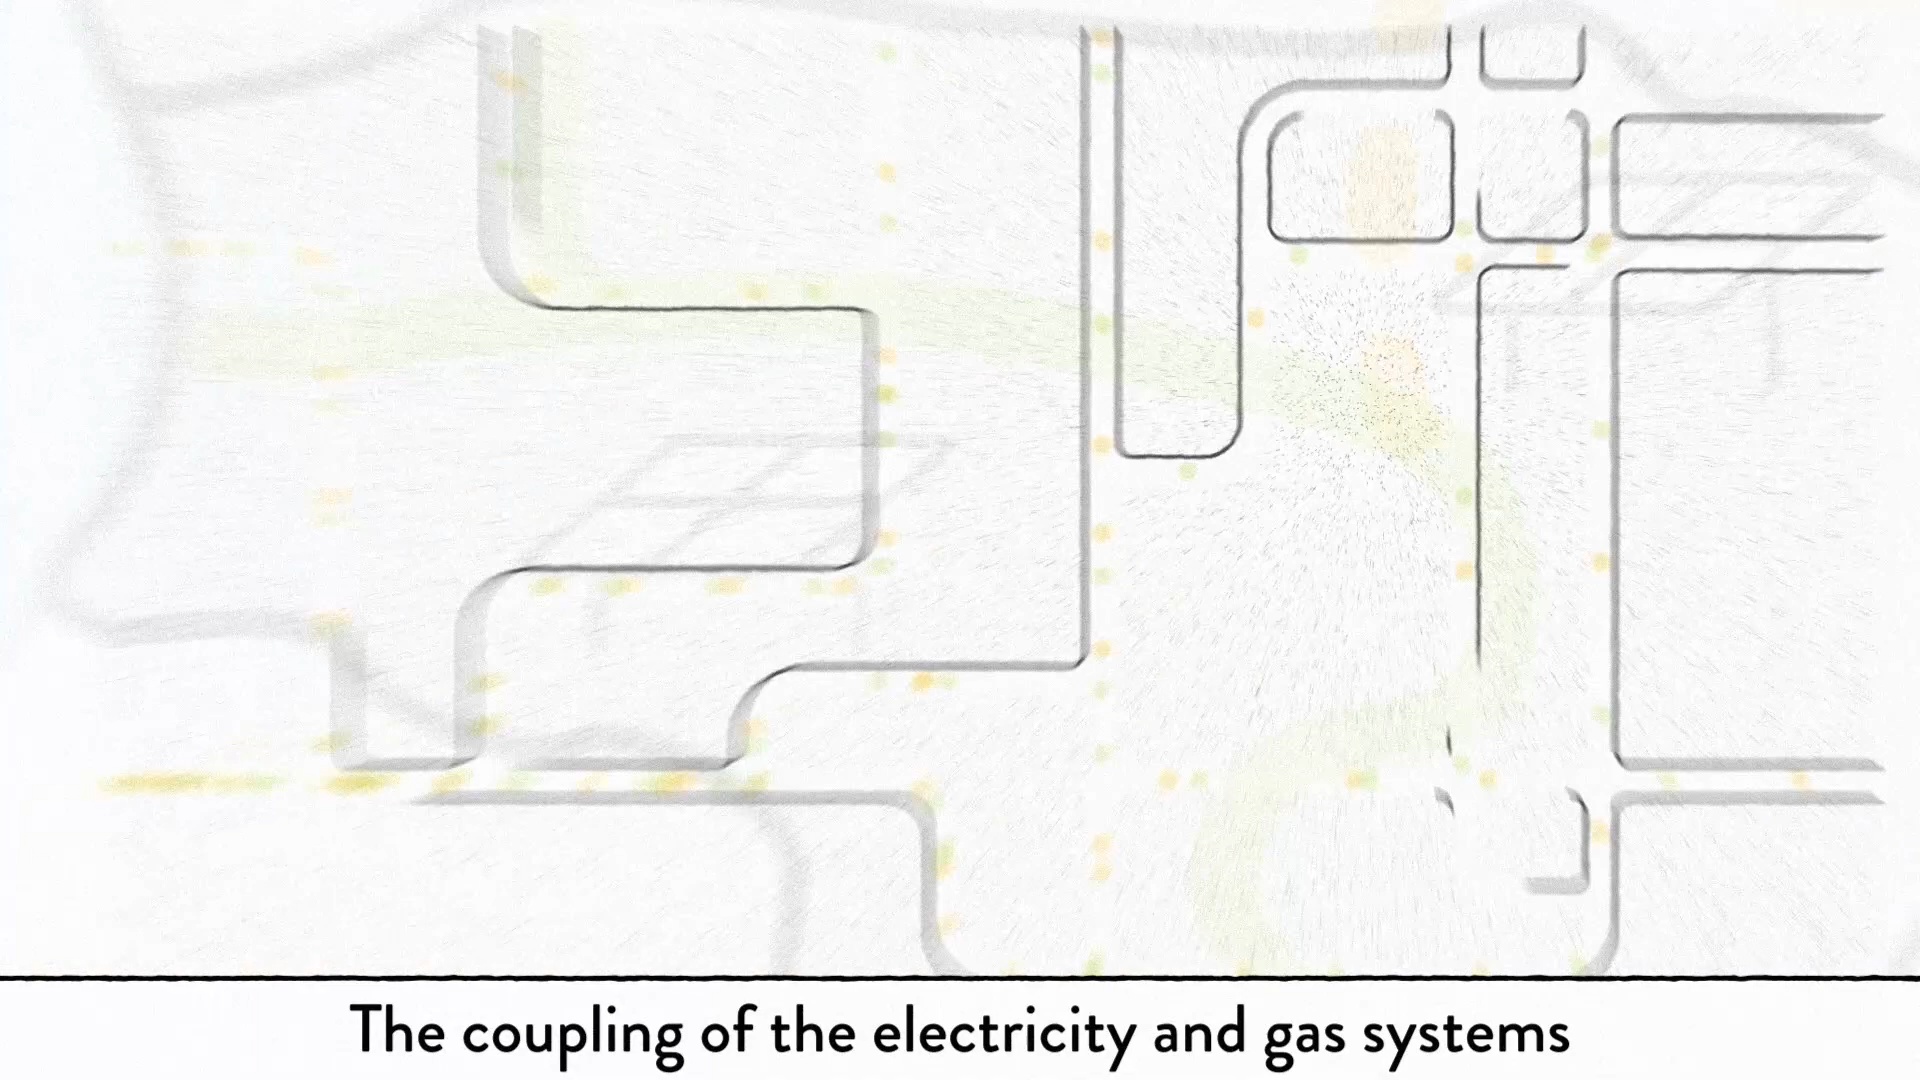 The coupling of the electricity and gas systems